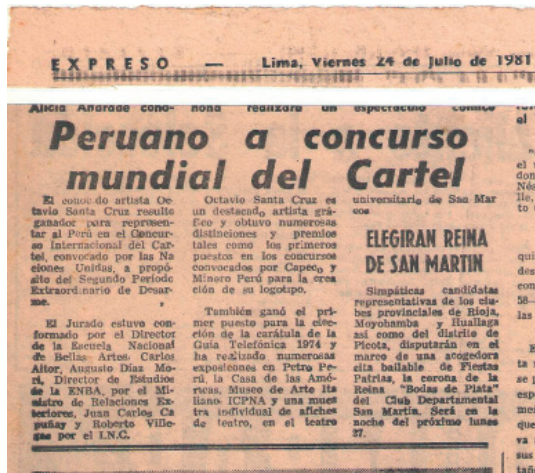 EXPRESO — Lima, Viernes 24 de Julio de 1981
Alicia Andrade
realizará un espectáculo cómico
el
Peruano a concurso
mundial del Cartel
El conocido artista Oc-
tavio Santa Cruz resultó
ganador para represen-
tar al Perú en el Concur-
so Internacional del Car-
tel, convocado por las Na
ciones Unidas, a propó-
sito del Segundo Período
Extraordinario de Desar-
me.
El Jurado estuvo con-
formado por el Director
de la Escuela Nacional
de Bellas Artes, Carlos
Aitor, Augusto Díaz Mo-
ri, Director de Estudios
de la ENBA, por el Mi-
nistro de Relaciones Ex-
teriores, Juan Carlos Ca
puñay y Roberto Ville-
gas por el I.N.C.
Octavio Santa Cruz es
un destacado artista grá-
fico y obtuvo numerosas
distinciones y premios
tales como los primeros
puestos en los concursos
convocados por Capeco y
Minero Perú para la crea
ción de su logotipo.
También ganó el pri-
mer puesto para la elec-
ción de la carátula de la
Guía Telefónica 1974 y
ha realizado numerosas
exposiciones en Petro Pe-
rú, la Casa de las Amé-
ricas, Museo de Arte Ita
liano, ICPNA y una mues
tra individual de afiches
de teatro, en el teatro
universitario de San Mar
cos
ELEGIRAN REINA
DE SAN MARTIN
Simpáticas candidatas
representativas de los clu-
bes provinciales de Rioja,
Moyobamba y Huallaga
así como del distrito de
Picota, disputarán en el
marco de una acogedora
cita bailable de Fiestas
Patrias, la corona de la
Reina "Bodas de Plata"
del Club Departamental
San Martín. Será en la
noche del próximo lunes
27.